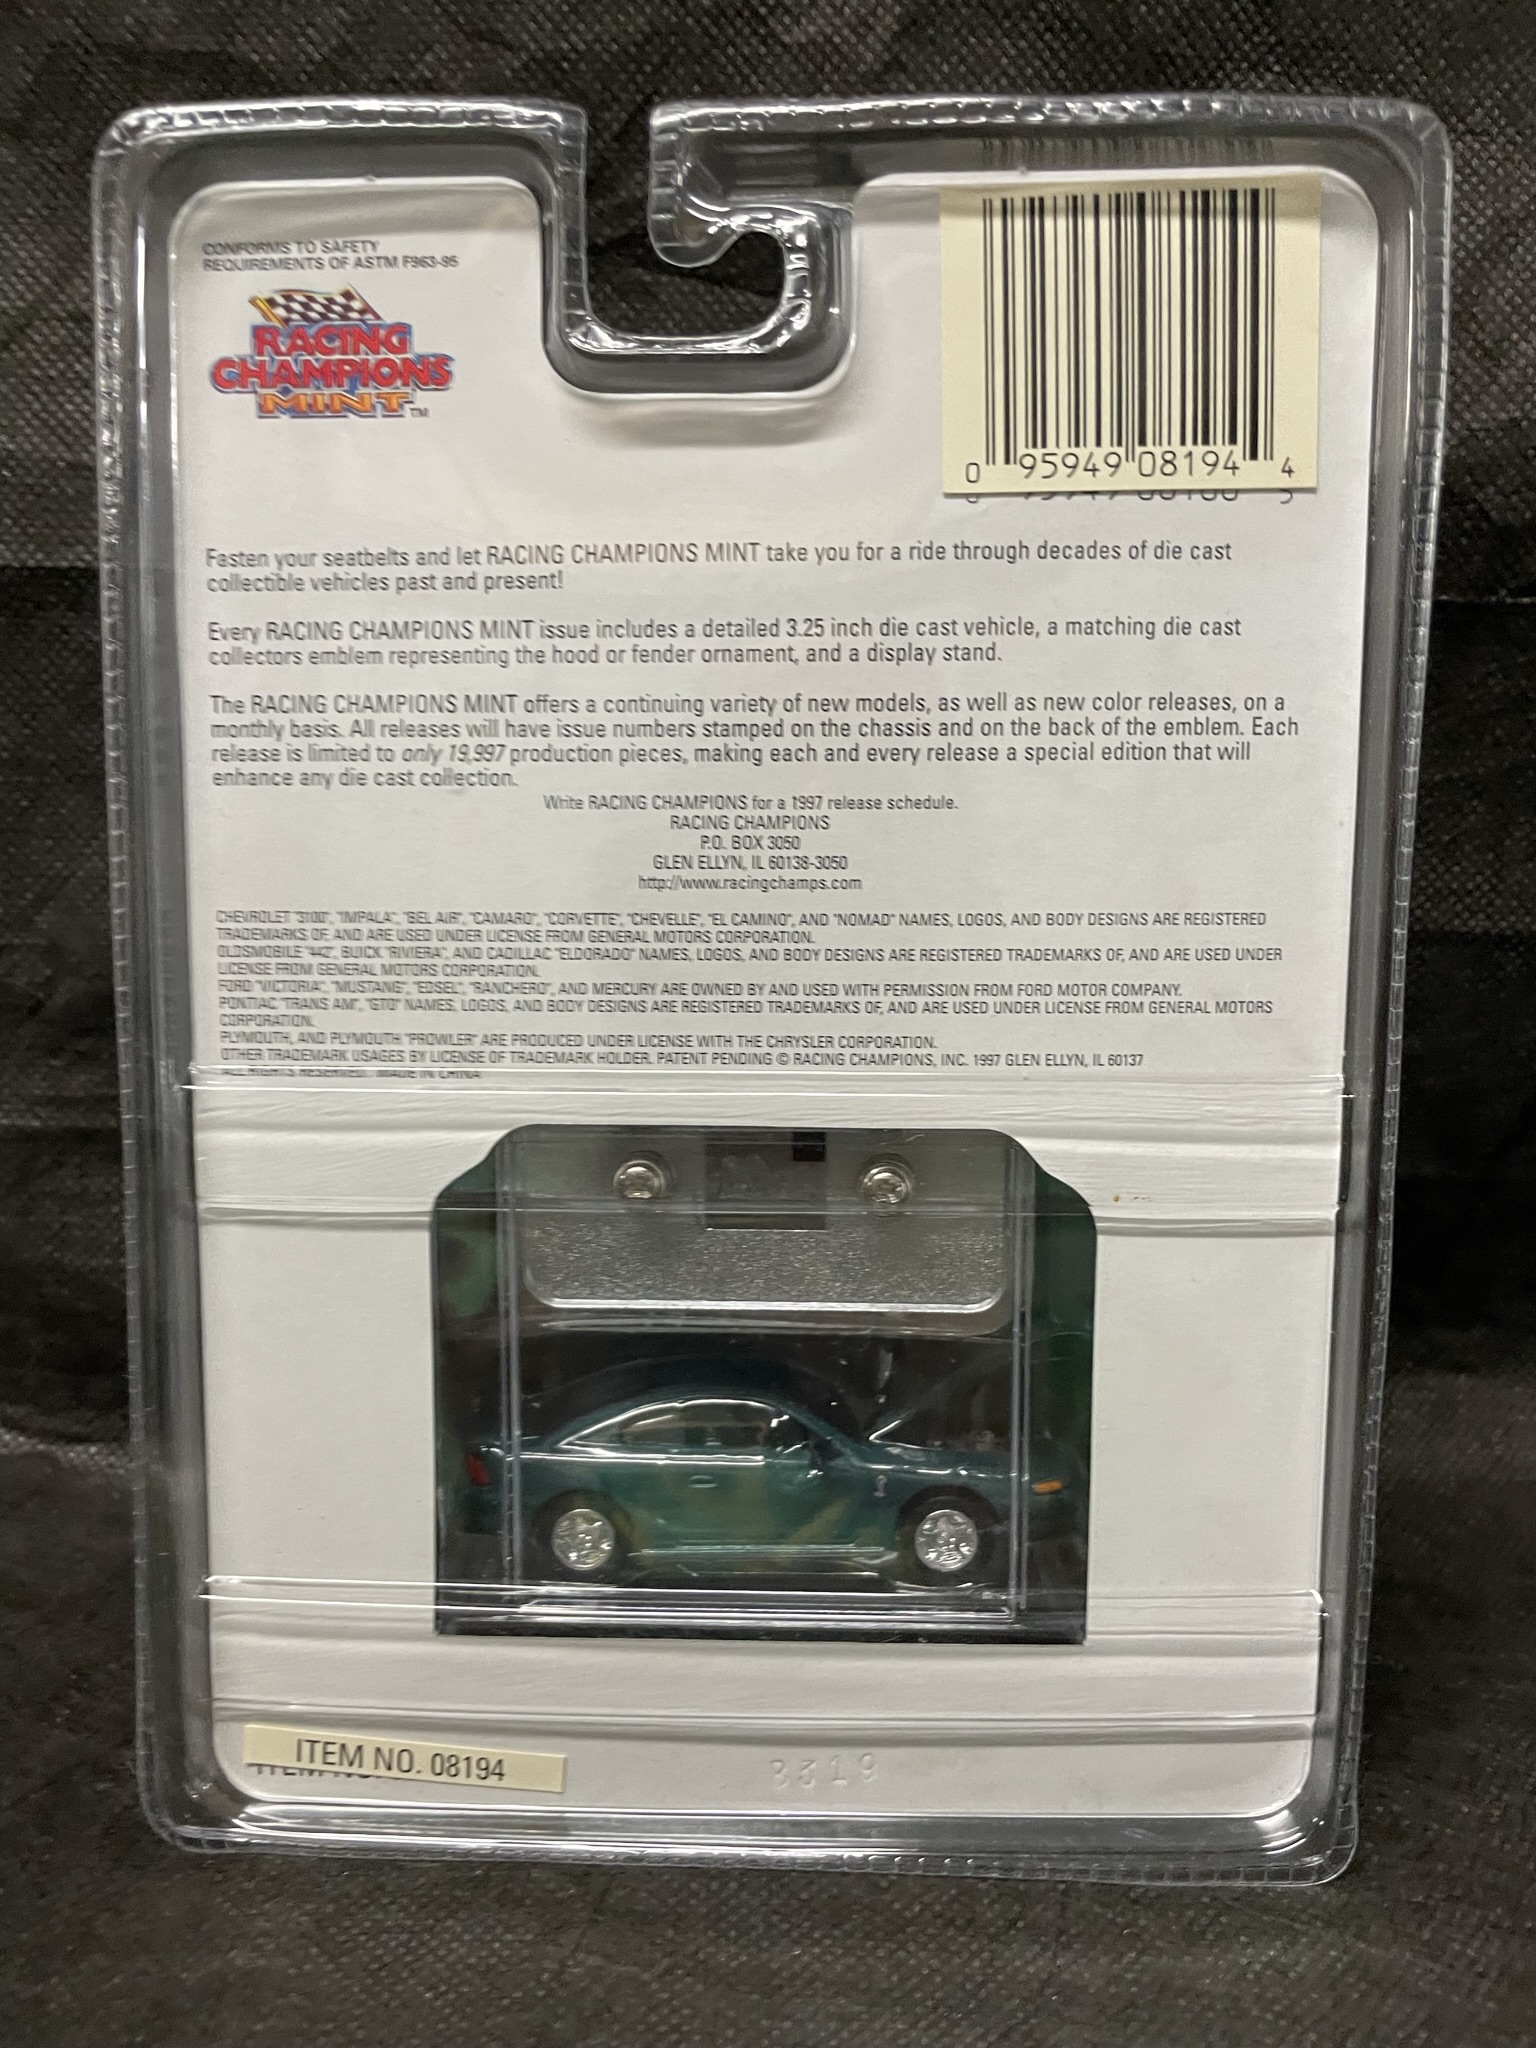 CONFORMS TO SAFETY
REQUIREMENTS OF ASTM F963-95
RACING
CHAMPIONS
MINT™
0 95949 08194 4
Fasten your seatbelts and let RACING CHAMPIONS MINT take you for a ride through decades of die cast
collectible vehicles past and present!
Every RACING CHAMPIONS MINT issue includes a detailed 3.25 inch die cast vehicle, a matching die cast
collectors emblem representing the hood or fender ornament, and a display stand.
The RACING CHAMPIONS MINT offers a continuing variety of new models, as well as new color releases, on a
monthly basis. All releases will have issue numbers stamped on the chassis and on the back of the emblem. Each
release is limited to only 19,997 production pieces, making each and every release a special edition that will
enhance any die cast collection.
Write RACING CHAMPIONS for a 1997 release schedule.
RACING CHAMPIONS
P.O. BOX 3050
GLEN ELLYN, IL 60138-3050
http://www.racingchamps.com
CHEVROLET "3100", "IMPALA", "BEL AIR", "CAMARO", "CORVETTE", "CHEVELLE", "EL CAMINO", AND "NOMAD" NAMES, LOGOS, AND BODY DESIGNS ARE REGISTERED
TRADEMARKS OF, AND ARE USED UNDER LICENSE FROM GENERAL MOTORS CORPORATION.
OLDSMOBILE "442", BUICK "RIVIERA", AND CADILLAC "ELDORADO" NAMES, LOGOS, AND BODY DESIGNS ARE REGISTERED TRADEMARKS OF, AND ARE USED UNDER
LICENSE FROM GENERAL MOTORS CORPORATION.
FORD "VICTORIA", "MUSTANG", "EDSEL", "RANCHERO", AND MERCURY ARE OWNED BY AND USED WITH PERMISSION FROM FORD MOTOR COMPANY.
PONTIAC "TRANS AM", "GTO" NAMES, LOGOS, AND BODY DESIGNS ARE REGISTERED TRADEMARKS OF, AND ARE USED UNDER LICENSE FROM GENERAL MOTORS
CORPORATION.
PLYMOUTH, AND PLYMOUTH "PROWLER" ARE PRODUCED UNDER LICENSE WITH THE CHRYSLER CORPORATION.
OTHER TRADEMARK USAGES BY LICENSE OF TRADEMARK HOLDER. PATENT PENDING © RACING CHAMPIONS, INC. 1997 GLEN ELLYN, IL 60137
ALL RIGHTS RESERVED. MADE IN CHINA
ITEM NO. 08194